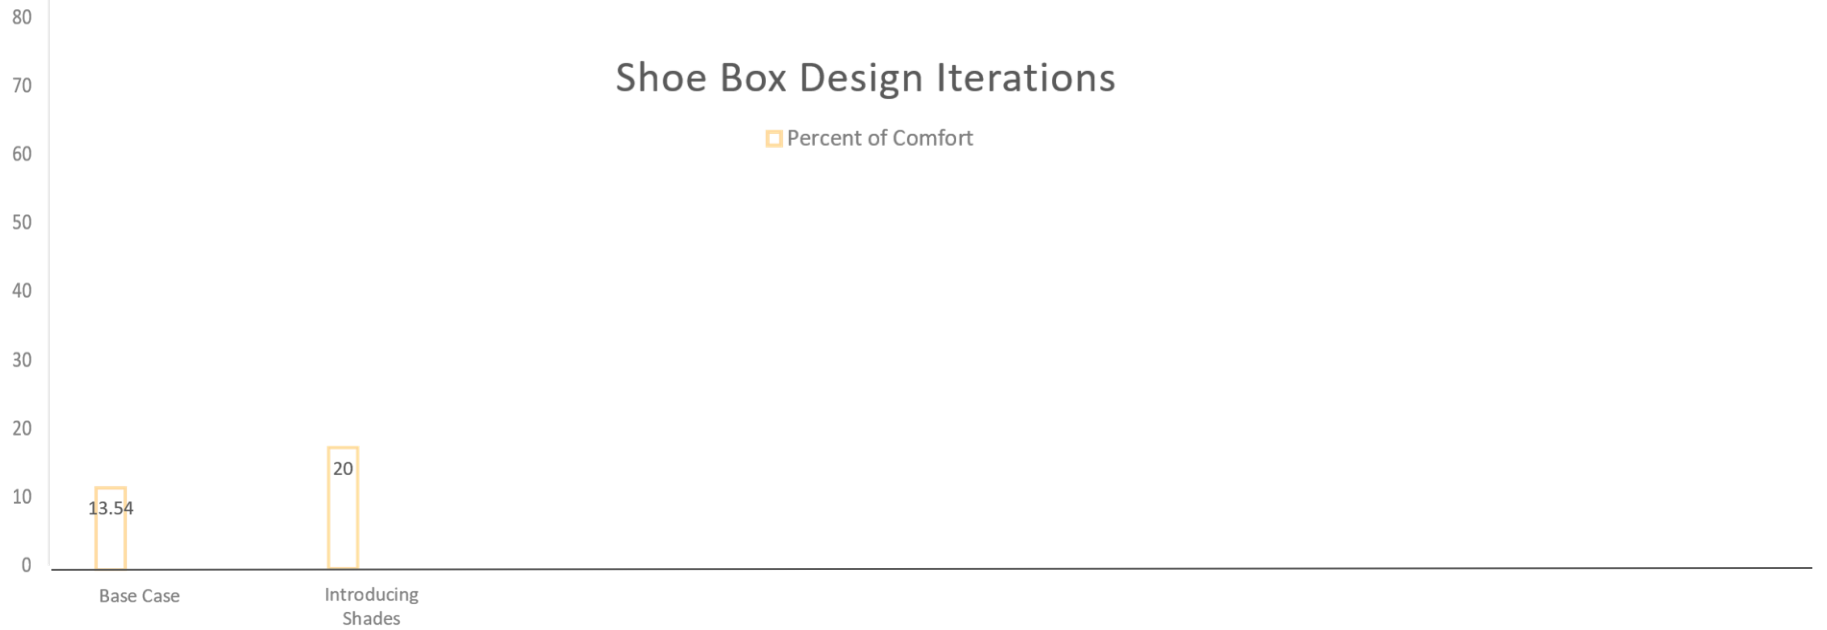 80
70
60
50
40
30
20
10
0
Shoe Box Design Iterations
Percent of Comfort
13.54
20
Base Case
Introducing
Shades